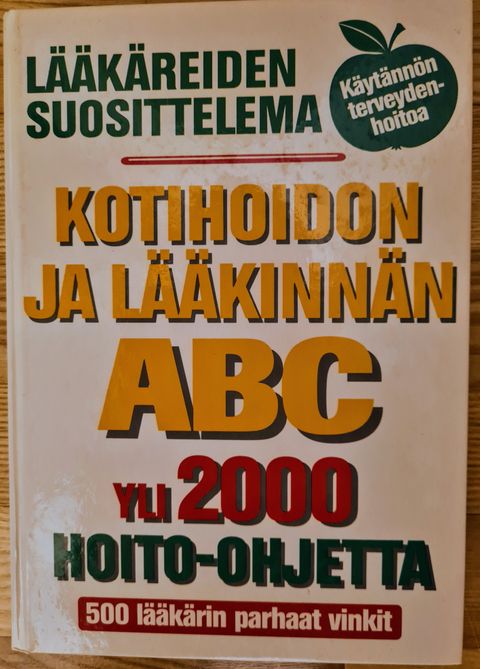 LÄÄKÄREIDEN
SUOSITTELEMA
Käytännön
terveyden-
hoitoa
KOTIHOIDON
JA LÄÄKINNÄN
ABC
YLI 2000
HOITO-OHJETTA
500 lääkärin parhaat vinkit